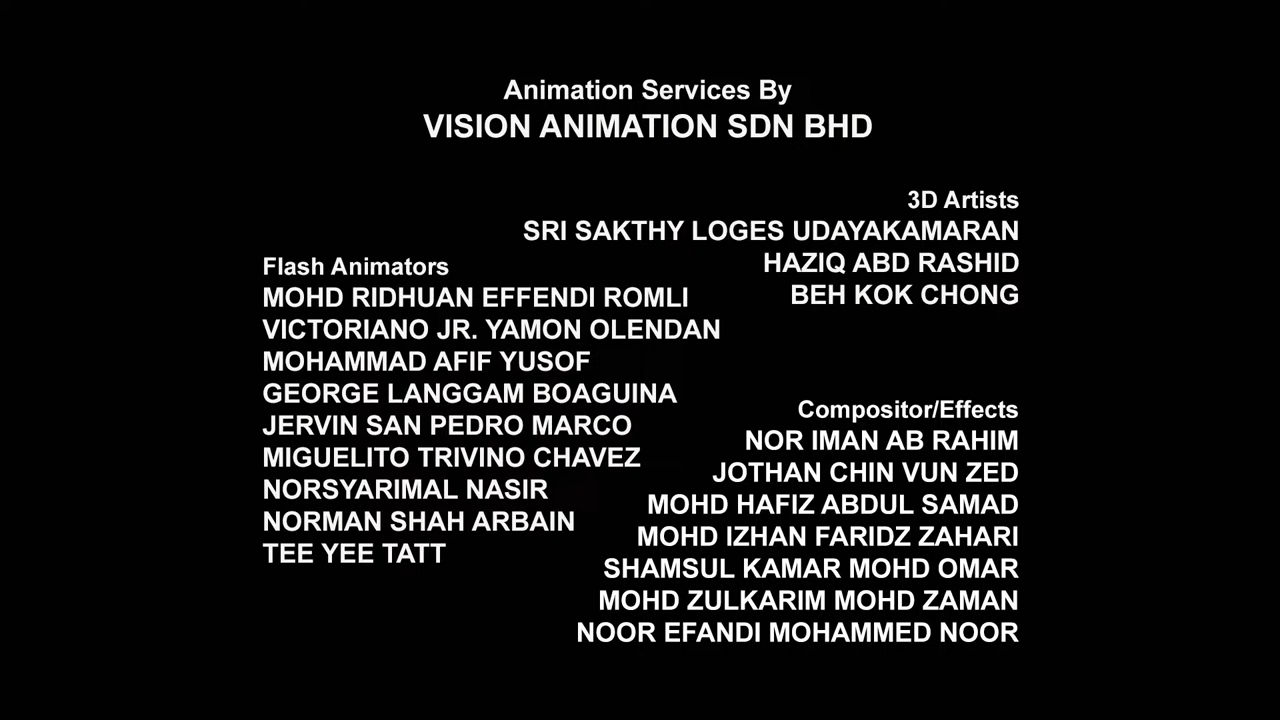 Animation Services By
VISION ANIMATION SDN BHD
3D Artists
SRI SAKTHY LOGES UDAYAKAMARAN
HAZIQ ABD RASHID
BEH KOK CHONG
Flash Animators
MOHD RIDHUAN EFFENDI ROMLI
VICTORIANO JR. YAMON OLENDAN
MOHAMMAD AFIF YUSOF
GEORGE LANGGAM BOAGUINA
JERVIN SAN PEDRO MARCO
MIGUELITO TRIVINO CHAVEZ
NORSYARIMAL NASIR
NORMAN SHAH ARBAIN
TEE YEE TATT
Compositor/Effects
NOR IMAN AB RAHIM
JOTHAN CHIN VUN ZED
MOHD HAFIZ ABDUL SAMAD
MOHD IZHAN FARIDZ ZAHARI
SHAMSUL KAMAR MOHD OMAR
MOHD ZULKARIM MOHD ZAMAN
NOOR EFANDI MOHAMMED NOOR